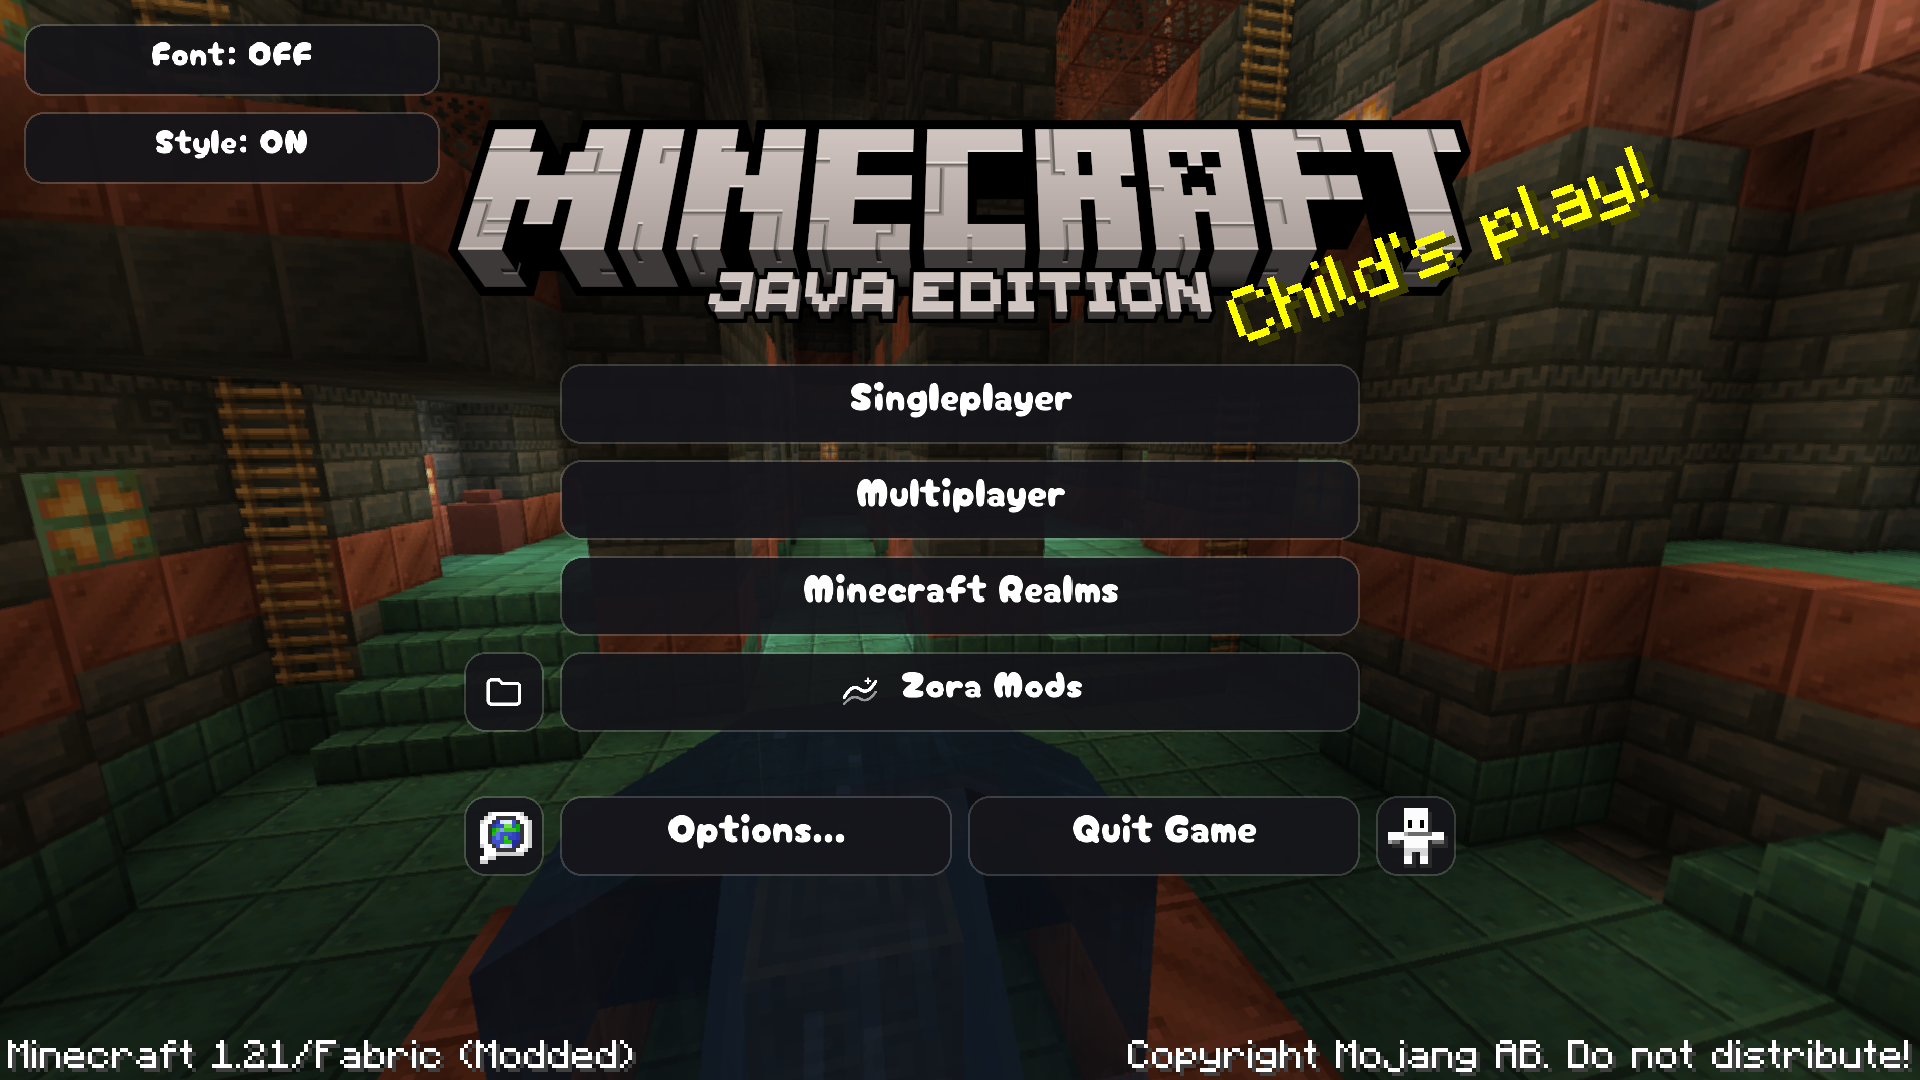 Font: OFF
Style: ON
MINECRAFT
JAVA EDITION
Child's play!
Singleplayer
Multiplayer
Minecraft Realms
Zora Mods
Options...
Quit Game
Minecraft 1.21/Fabric (Modded)
Copyright Mojang AB. Do not distribute!